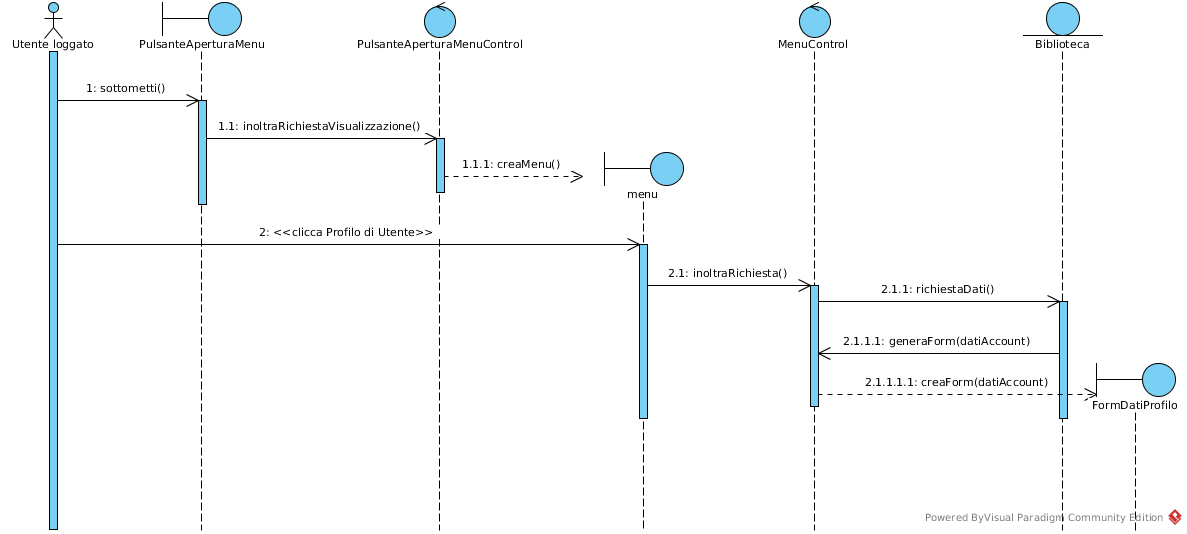 Utente loggato
PulsanteAperturaMenu
PulsanteAperturaMenuControl
MenuControl
Biblioteca
1: sottometti()
1.1: inoltraRichiestaVisualizzazione()
1.1.1: creaMenu()
menu
2: <<clicca Profilo di Utente>>
2.1: inoltraRichiesta()
2.1.1: richiestaDati()
2.1.1.1: generaForm(datiAccount)
2.1.1.1.1: creaForm(datiAccount)
FormDatiProfilo
Powered ByVisual Paradigm Community Edition